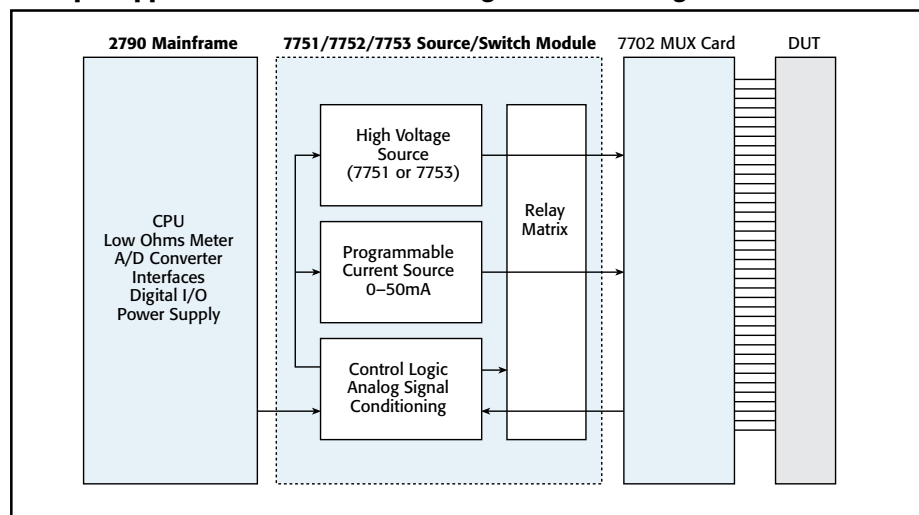 2790 Mainframe
7751/7752/7753 Source/Switch Module
7702 MUX Card
DUT
CPU
Low Ohms Meter
A/D Converter
Interfaces
Digital I/O
Power Supply
High Voltage
Source
(7751 or 7753)
Programmable
Current Source
0–50mA
Control Logic
Analog Signal
Conditioning
Relay
Matrix